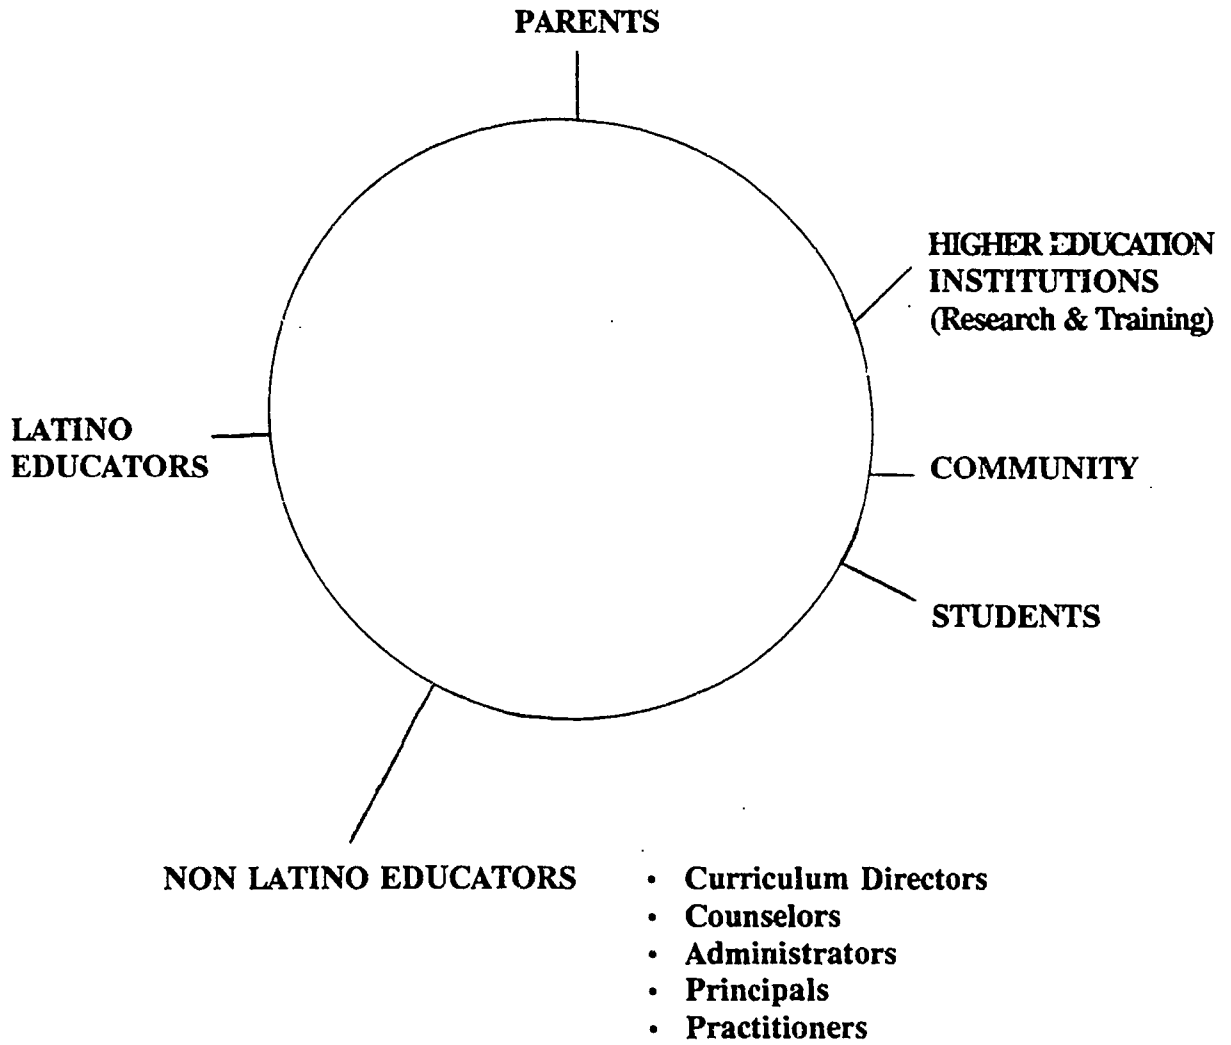 PARENTS
HIGHER EDUCATION
INSTITUTIONS
(Research & Training)
LATINO
EDUCATORS
COMMUNITY
STUDENTS
NON LATINO EDUCATORS
• Curriculum Directors
• Counselors
• Administrators
• Principals
• Practitioners